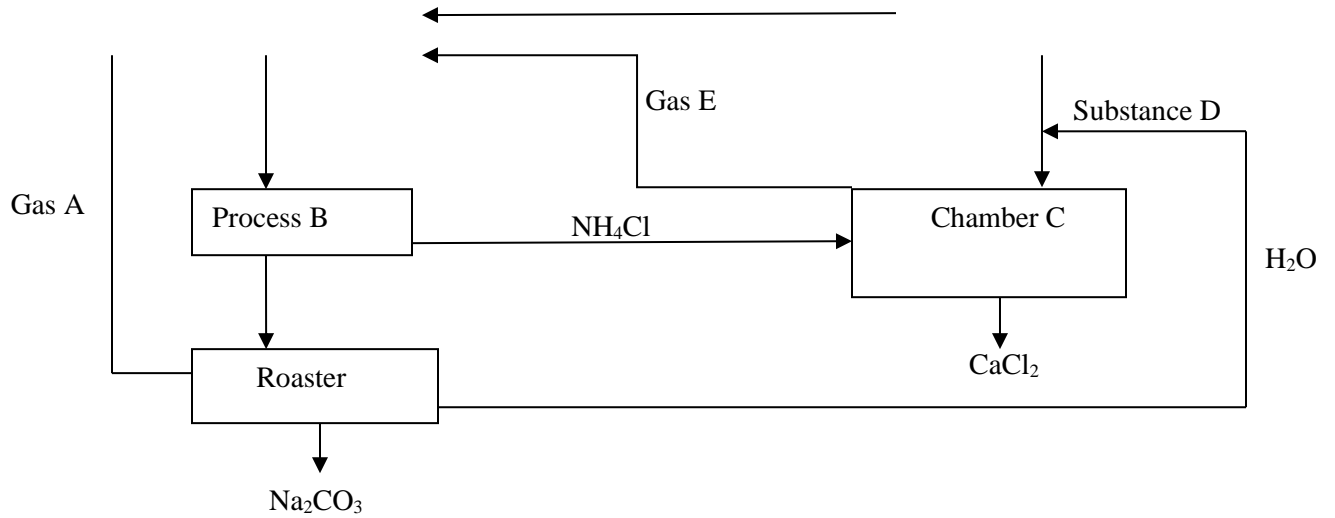 Gas E
Substance D
Gas A
Process B
NH₄Cl
Chamber C
H₂O
Roaster
CaCl₂
Na₂CO₃